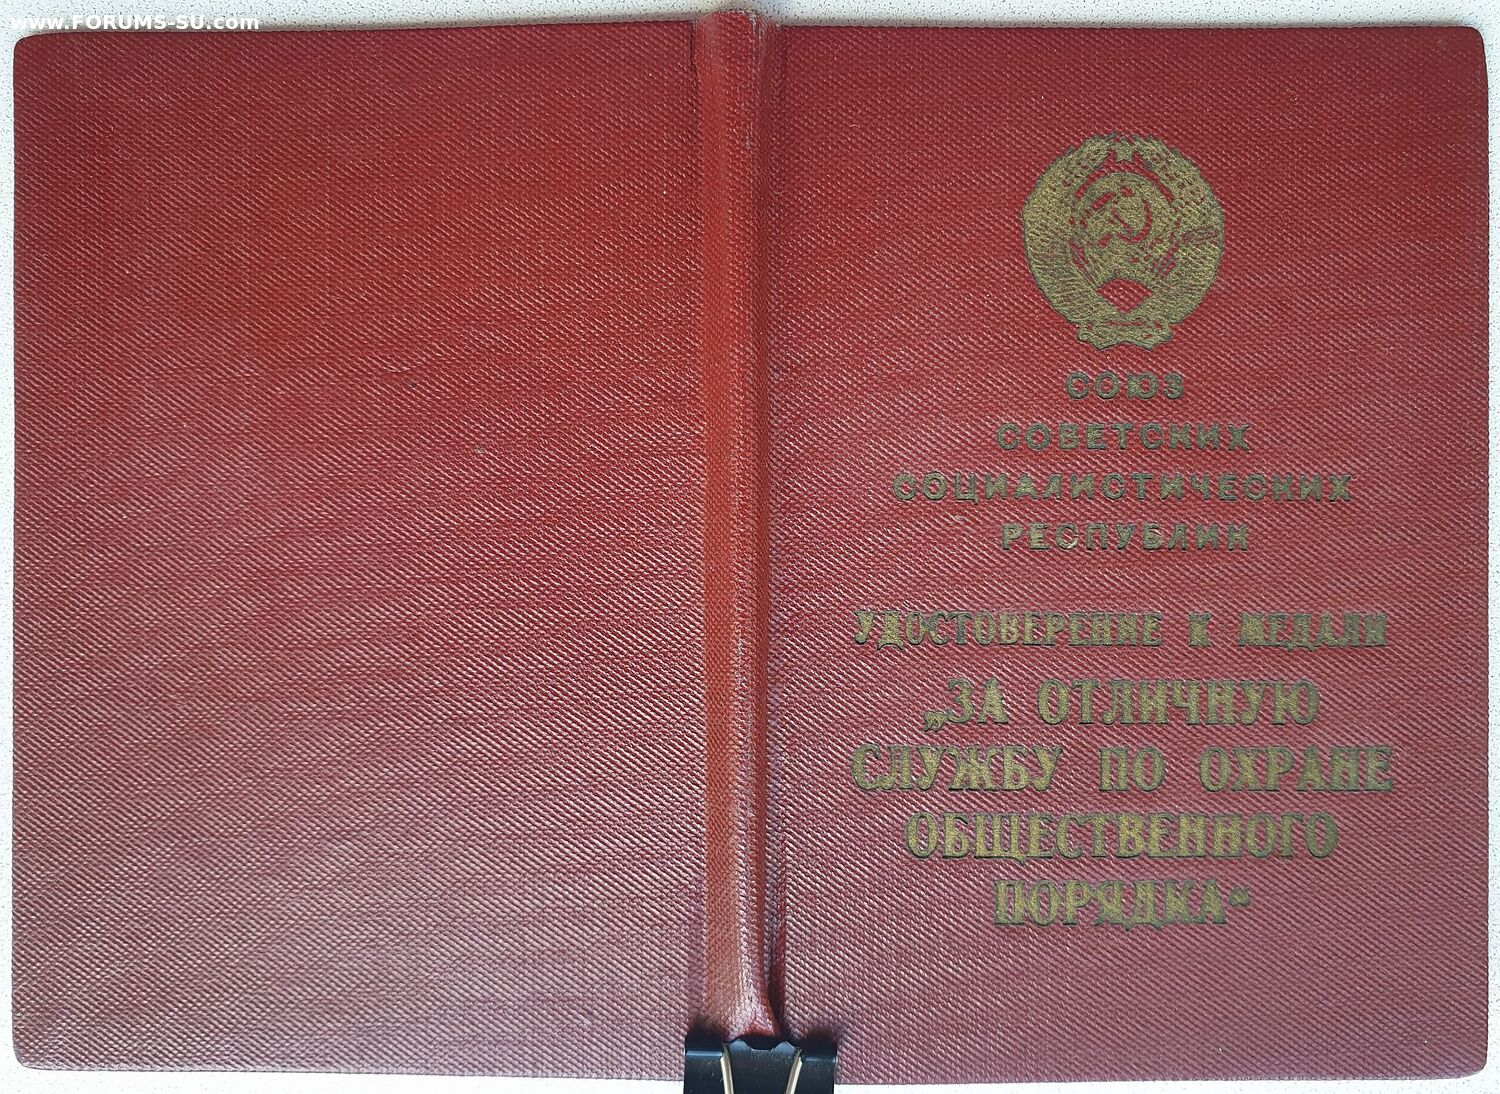 www.FORUMS-SU.com
СОЮЗ
СОВЕТСКИХ
СОЦИАЛИСТИЧЕСКИХ
РЕСПУБЛИК
УДОСТОВЕРЕНИЕ К МЕДАЛИ
„ЗА ОТЛИЧНУЮ
СЛУЖБУ ПО ОХРАНЕ
ОБЩЕСТВЕННОГО
ПОРЯДКА“